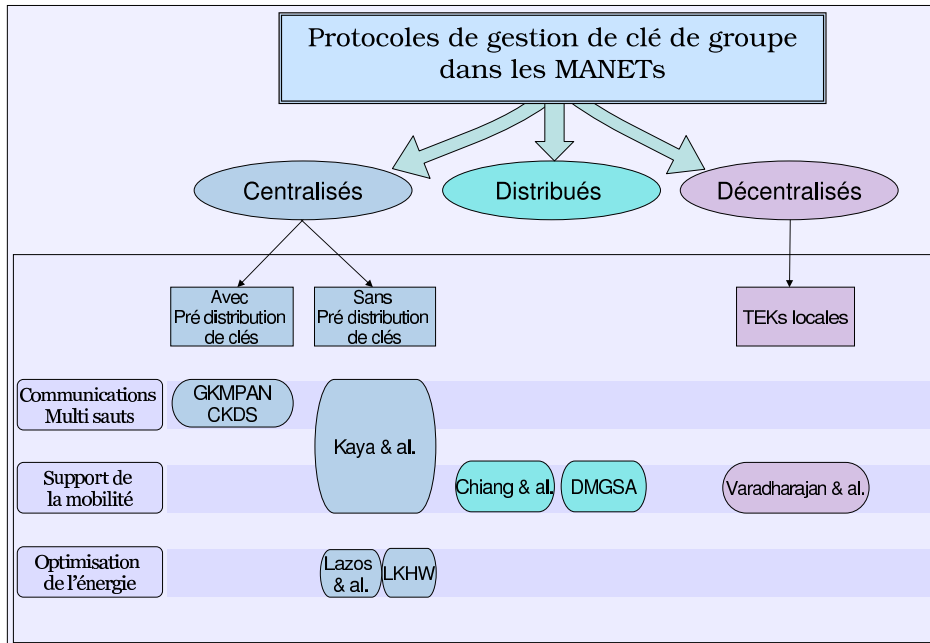 Protocoles de gestion de clé de groupe
dans les MANETs
Centralisés
Distribués
Décentralisés
Avec
Pré distribution
de clés
Sans
Pré distribution
de clés
TEKs locales
Communications
Multi sauts
GKMPAN
CKDS
Kaya & al.
Support de
la mobilité
Chiang & al.
DMGSA
Varadharajan & al.
Optimisation
de l'énergie
Lazos
& al.
LKHW